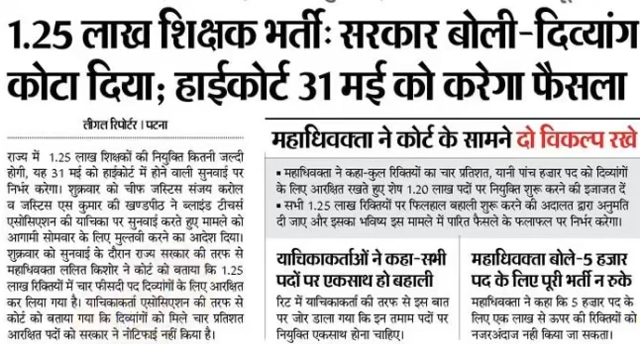 1.25 लाख शिक्षक भर्तीः सरकार बोली-दिव्यांग
कोटा दिया; हाईकोर्ट 31 मई को करेगा फैसला
लीगल रिपोर्टर । पटना
राज्य में 1.25 लाख शिक्षकों की नियुक्ति कितनी जल्दी
होगी, यह 31 मई को हाईकोर्ट में होने वाली सुनवाई पर
निर्भर करेगा। शुक्रवार को चीफ जस्टिस संजय करोल
व जस्टिस एस कुमार की खण्डपीठ ने ब्लाइंड टीचर्स
एसोसिएशन की याचिका पर सुनवाई करते हुए मामले को
आगामी सोमवार के लिए मुल्तवी करने का आदेश दिया।
शुक्रवार को सुनवाई के दौरान राज्य सरकार की तरफ से
महाधिवक्ता ललित किशोर ने कोर्ट को बताया कि 1.25
लाख रिक्तियों में चार फीसदी पद दिव्यांगों के लिए आरक्षित
कर लिया गया है। याचिकाकर्ता एसोसिएशन की तरफ से
कोर्ट को बताया गया कि दिव्यांगों को मिले चार प्रतिशत
आरक्षित पदों को सरकार ने नोटिफाई नहीं किया है।
महाधिवक्ता ने कोर्ट के सामने दो विकल्प रखे
▪ महाधिवक्ता ने कहा-कुल रिक्तियों का चार प्रतिशत, यानी पांच हजार पद को दिव्यांगों
के लिए आरक्षित रखते हुए शेष 1.20 लाख पदों पर नियुक्ति शुरू करने की इजाजत दें
▪ सभी 1.25 लाख रिक्तियों पर फिलहाल बहाली शुरू करने की अदालत द्वारा अनुमति
दी जाए और इसका भविष्य इस मामले में पारित फैसले के फलाफल पर निर्भर करेगा।
याचिकाकर्ताओं ने कहा-सभी
पदों पर एकसाथ हो बहाली
रिट में याचिकाकर्ता की तरफ से इस बात
पर जोर डाला गया कि इन तमाम पदों पर
नियुक्ति एकसाथ होना चाहिए।
महाधिवक्ता बोले-5 हजार
पद के लिए पूरी भर्ती न रुके
महाधिवक्ता ने कहा कि 5 हजार पद के
लिए एक लाख से ऊपर की रिक्तियों को
नजरअंदाज नही किया जा सकता।